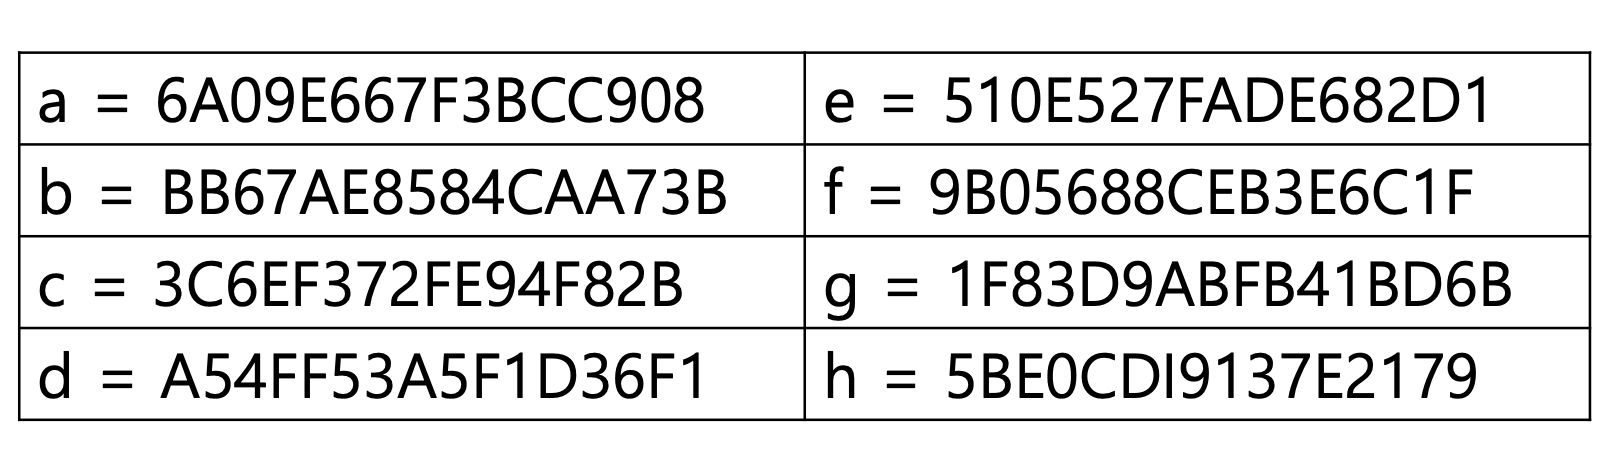 a = 6A09E667F3BCC908
e = 510E527FADE682D1
b = BB67AE8584CAA73B
f = 9B05688CEB3E6C1F
c = 3C6EF372FE94F82B
g = 1F83D9ABFB41BD6B
d = A54FF53A5F1D36F1
h = 5BE0CDI9137E2179